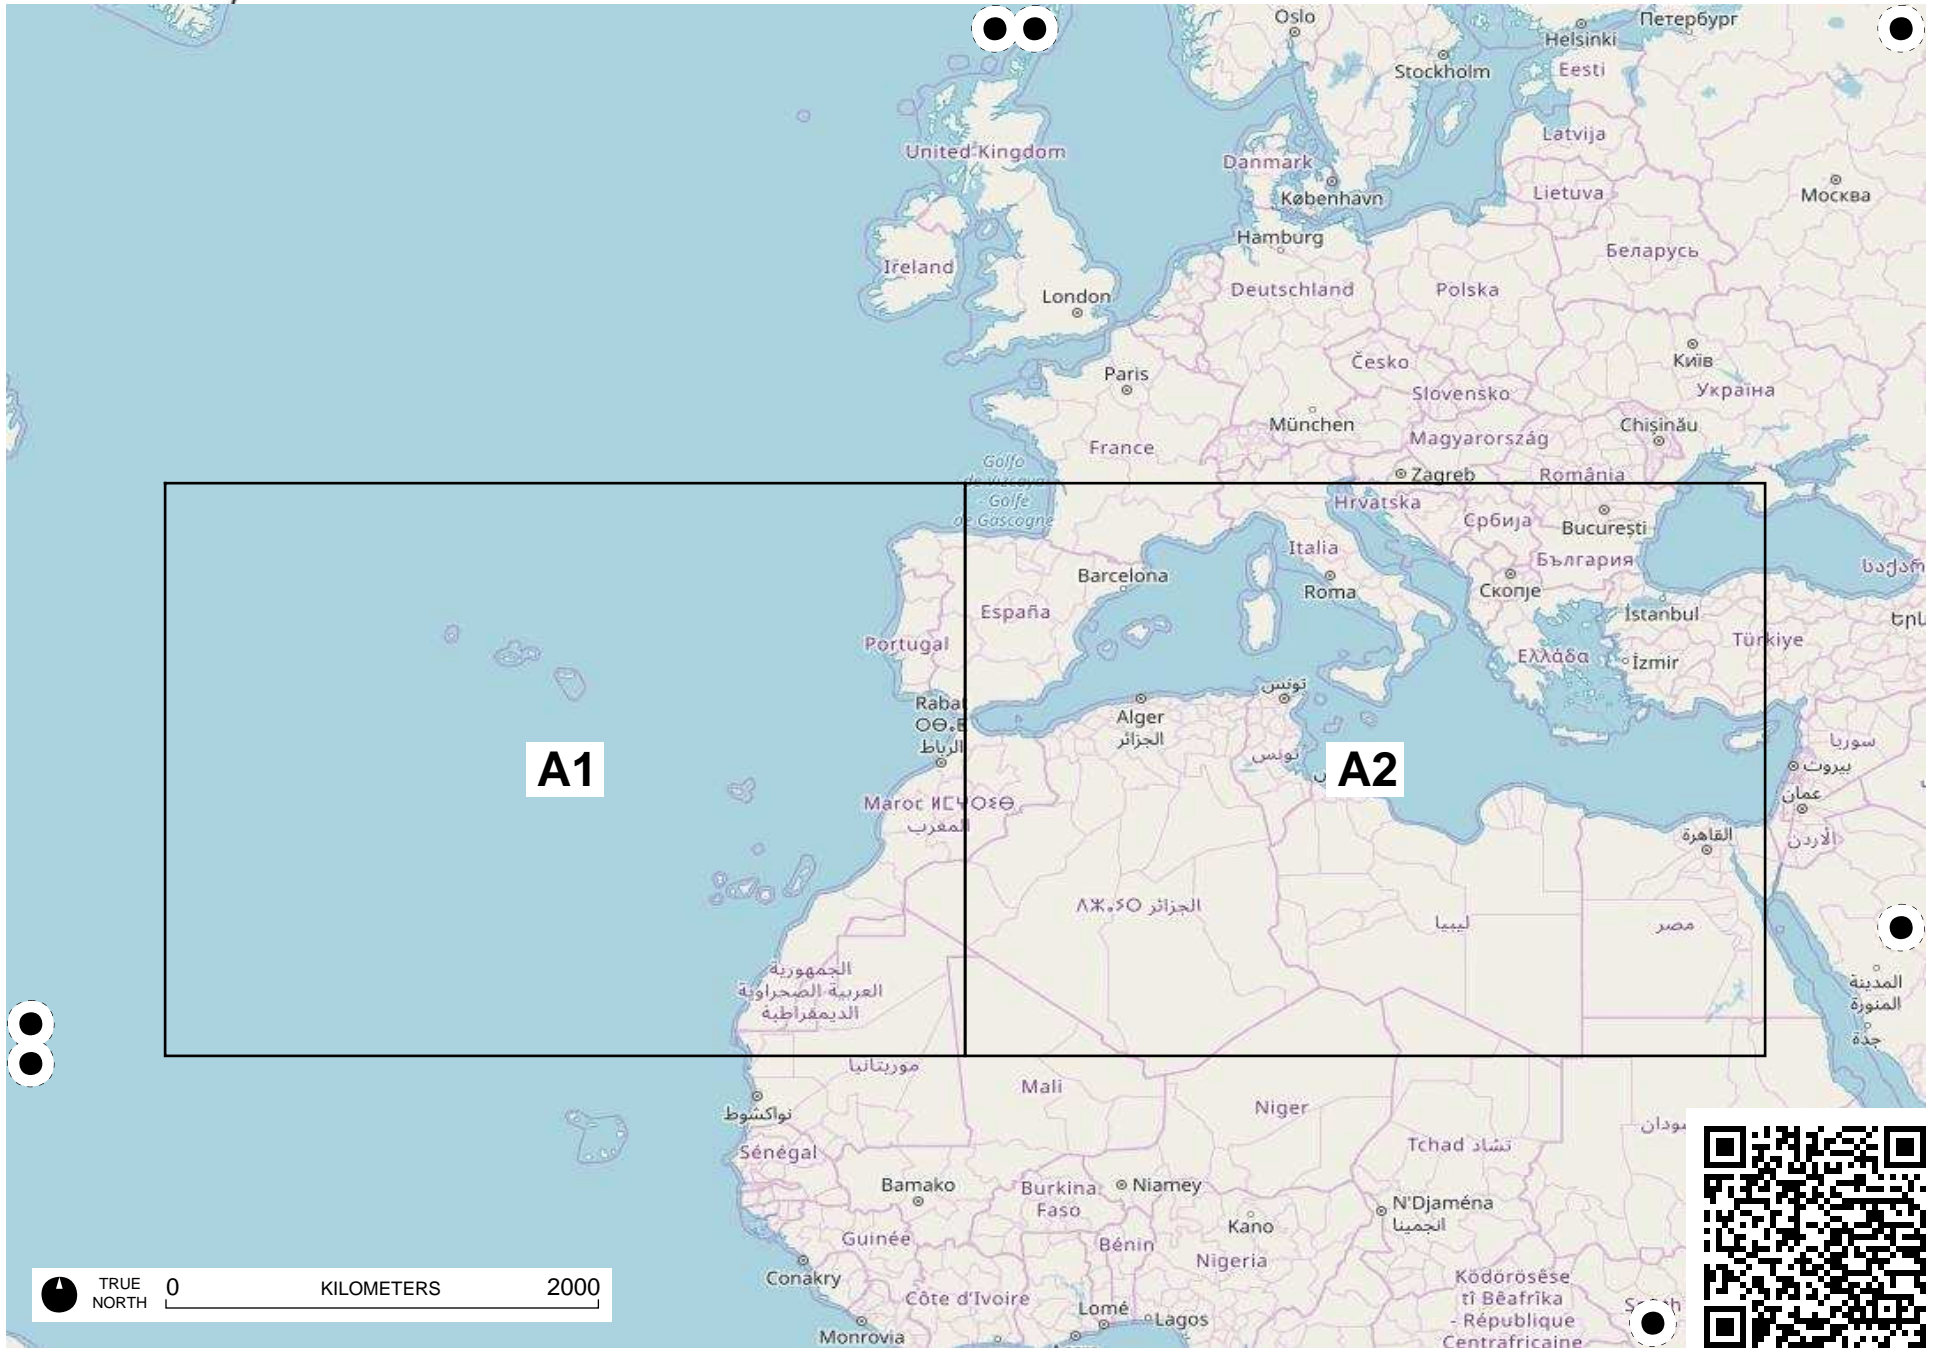 Oslo
Петербург
Helsinki
Stockholm
Eesti
Latvija
United Kingdom
Danmark
København
Lietuva
Москва
Hamburg
Беларусь
Ireland
London
Deutschland
Polska
Česko
Київ
Paris
Slovensko
Україна
München
Magyarország
Chișinău
France
Golfo
de Vizcaya
- Golfe
de Gascogne
Zagreb
România
Hrvatska
Србија
București
Italia
България
Barcelona
Roma
Скопје
España
İstanbul
Portugal
Türkiye
Ελλάδα
İzmir
Rabat
الرباط
تونس
Alger
الجزائر
تونس
A1
A2
سوريا
بيروت
عمان
Maroc ⵍⵎⵖⵔⵉⴱ
المغرب
القاهرة
الأردن
ⴷⵣⴰⵢⵔ الجزائر
ليبيا
مصر
الجمهورية
العربية الصحراوية
الديمقراطية
المدينة
المنورة
جدة
موريتانيا
Mali
نواكشوط
Niger
Sénégal
Tchad تشاد
Bamako
Burkina
Faso
Niamey
N'Djaména
انجمينا
Kano
Guinée
Bénin
Nigeria
Conakry
Ködörösêse
tî Bêafrîka
- République
Centrafricaine
Côte d'Ivoire
Lomé
Lagos
Monrovia
TRUE
NORTH
0 KILOMETERS 2000